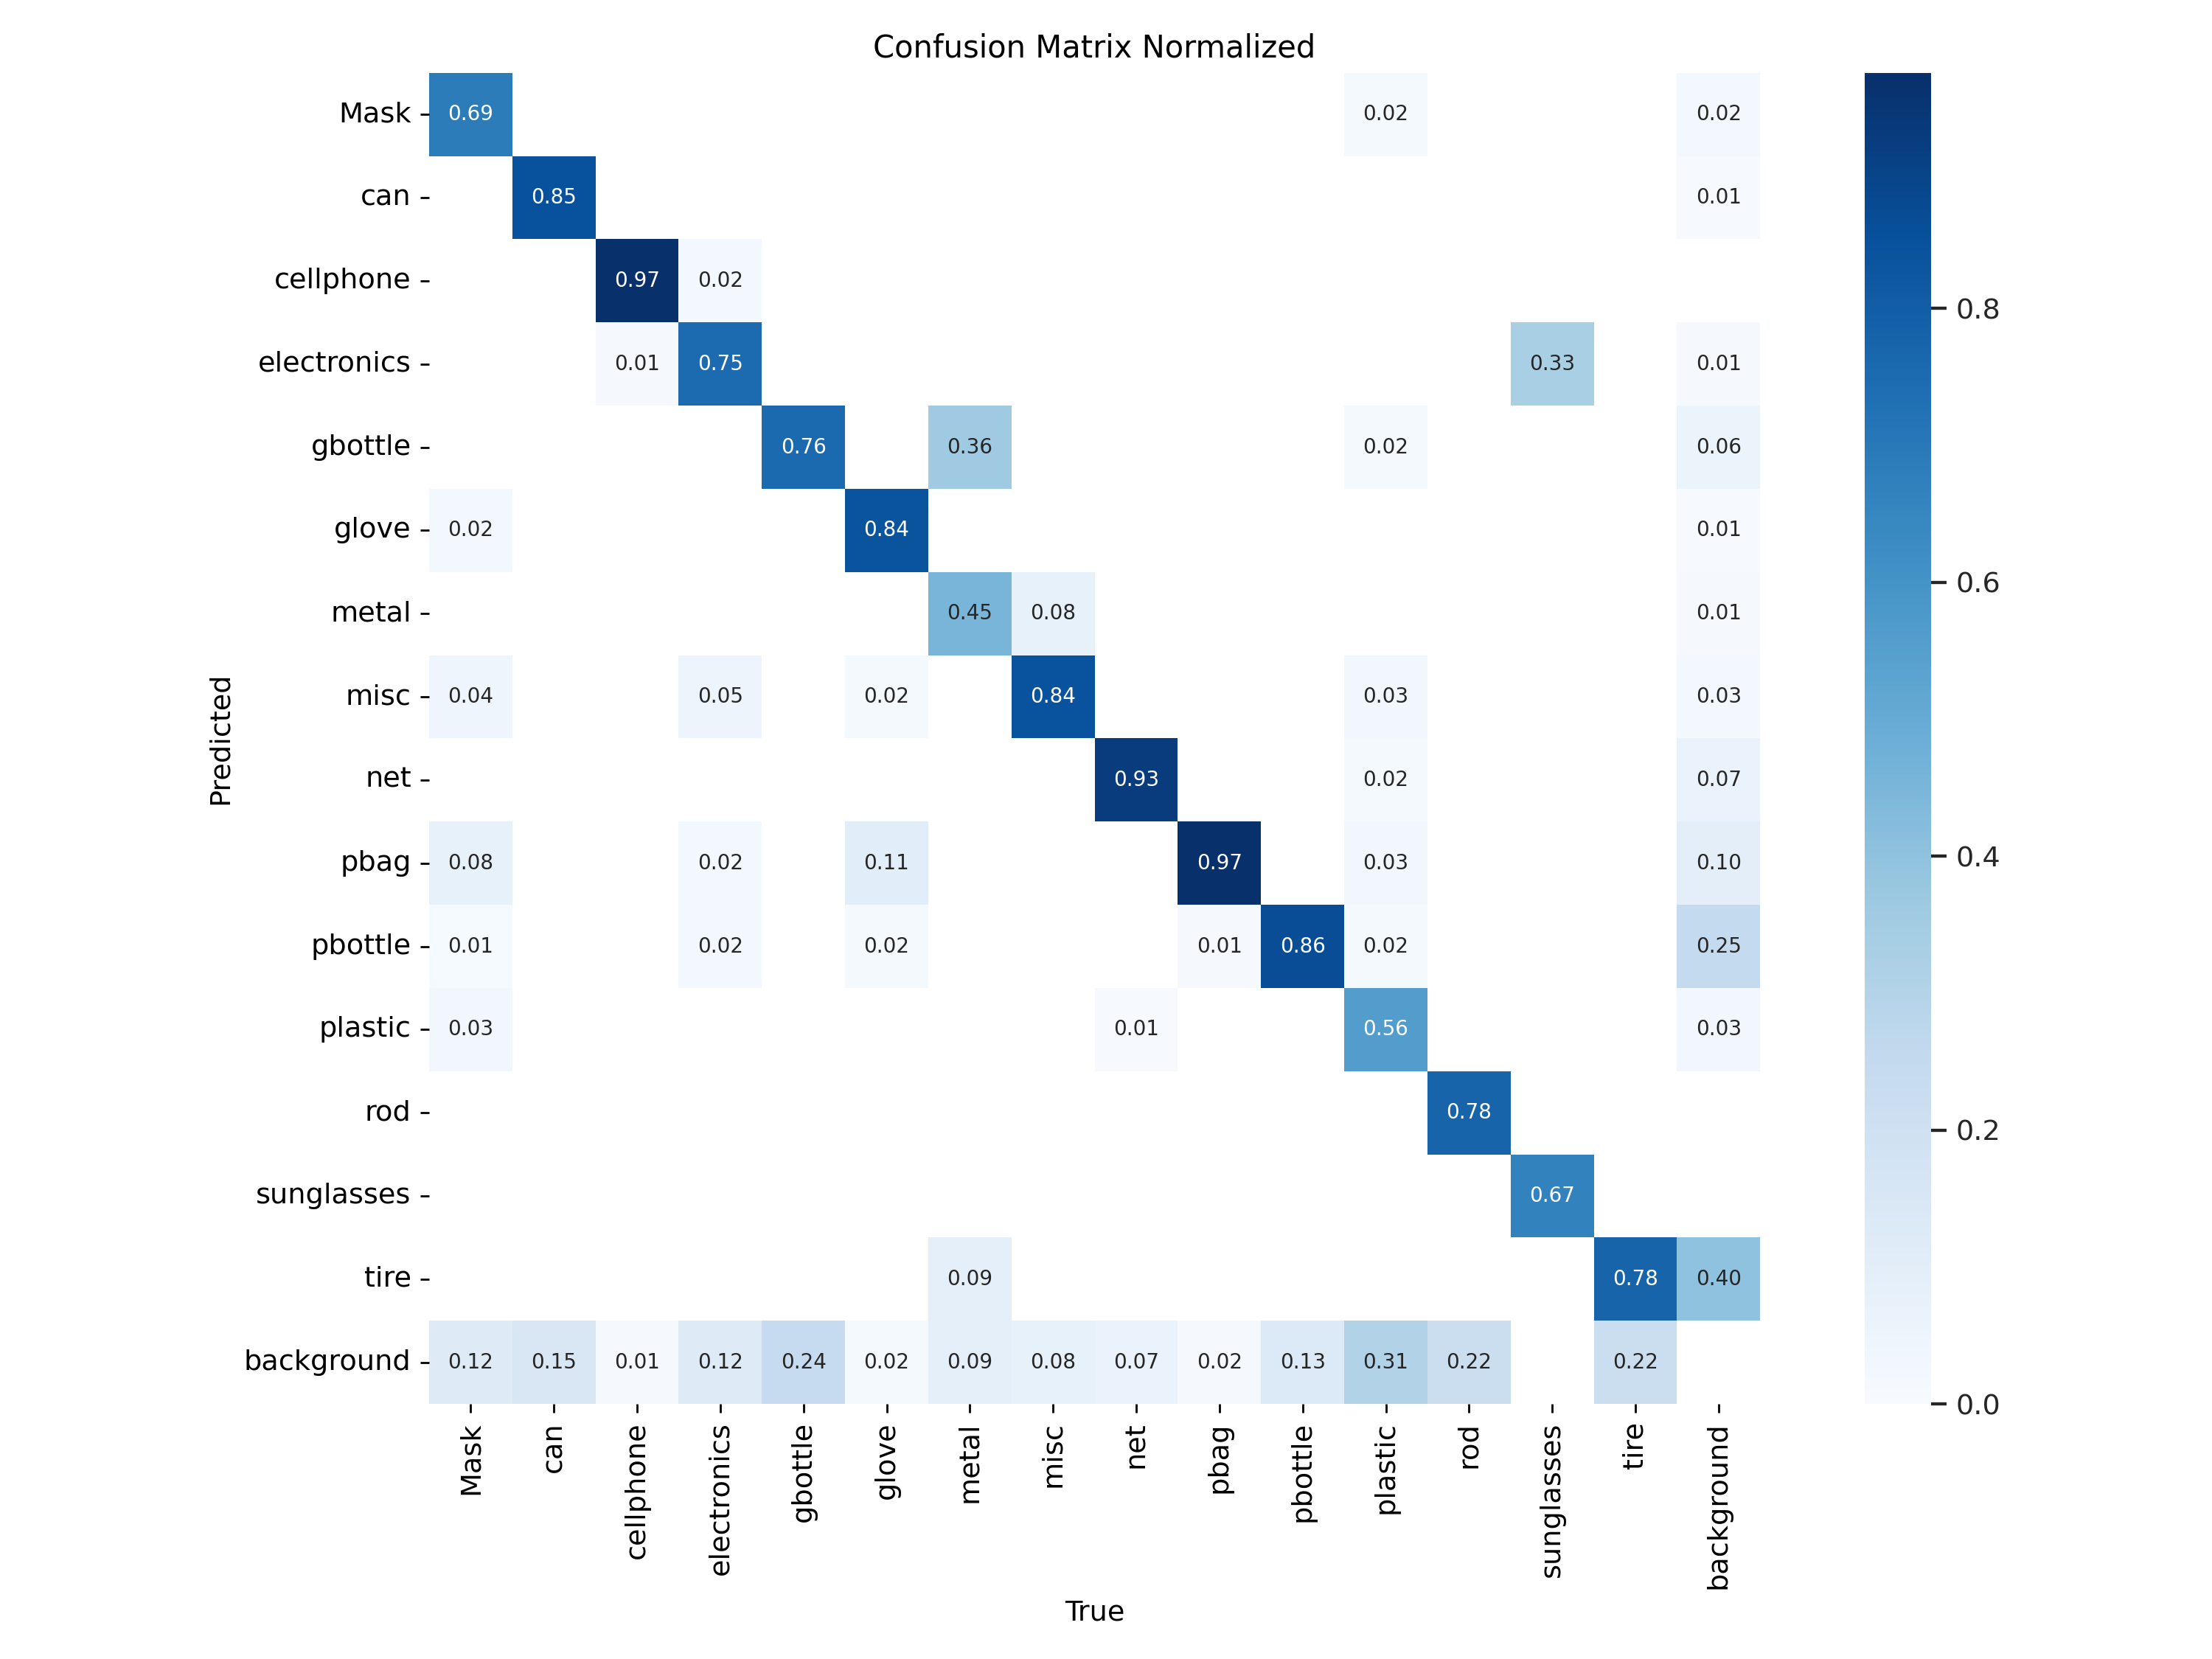 Confusion Matrix Normalized
Mask 0.69 0.02 0.02
can 0.85 0.01
cellphone 0.97 0.02
electronics 0.01 0.75 0.33 0.01
gbottle 0.76 0.36 0.02 0.06
glove 0.02 0.84 0.01
metal 0.45 0.08 0.01
misc 0.04 0.05 0.02 0.84 0.03 0.03
net 0.93 0.02 0.07
pbag 0.08 0.02 0.11 0.97 0.03 0.10
pbottle 0.01 0.02 0.02 0.01 0.86 0.02 0.25
plastic 0.03 0.01 0.56 0.03
rod 0.78
sunglasses 0.67
tire 0.09 0.78 0.40
background 0.12 0.15 0.01 0.12 0.24 0.02 0.09 0.08 0.07 0.02 0.13 0.31 0.22 0.22
Predicted
Mask can cellphone electronics gbottle glove metal misc net pbag pbottle plastic rod sunglasses tire background
True
0.8
0.6
0.4
0.2
0.0